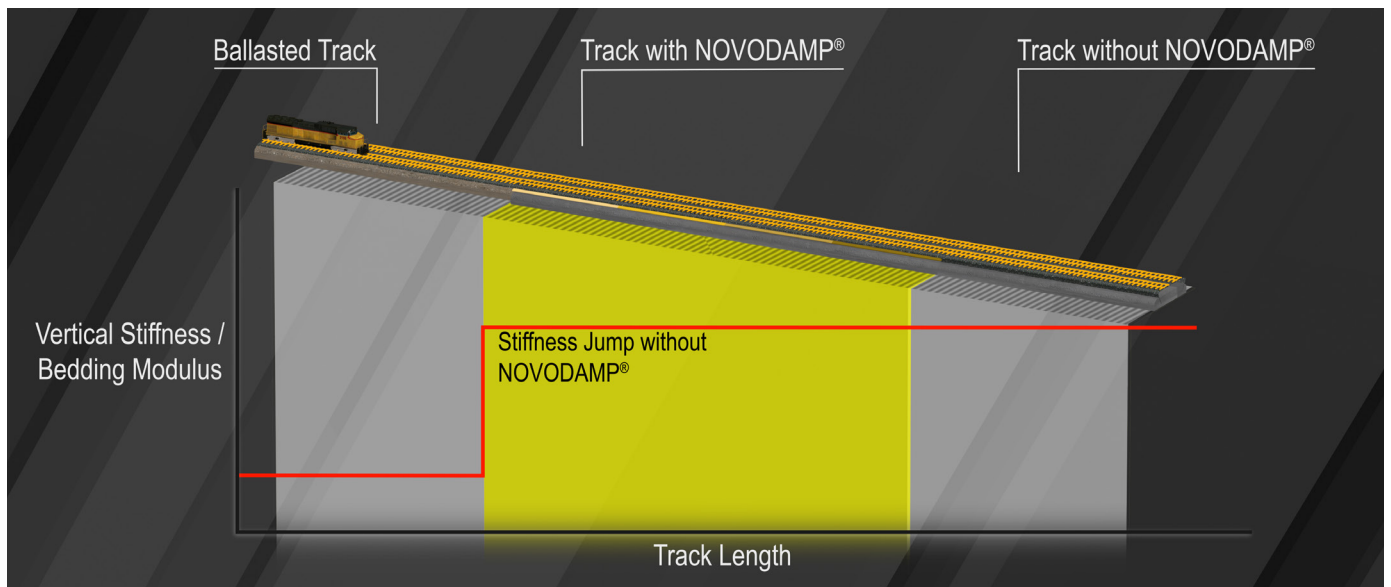 Ballasted Track
Track with NOVODAMP®
Track without NOVODAMP®
Vertical Stiffness /
Bedding Modulus
Stiffness Jump without
NOVODAMP®
Track Length